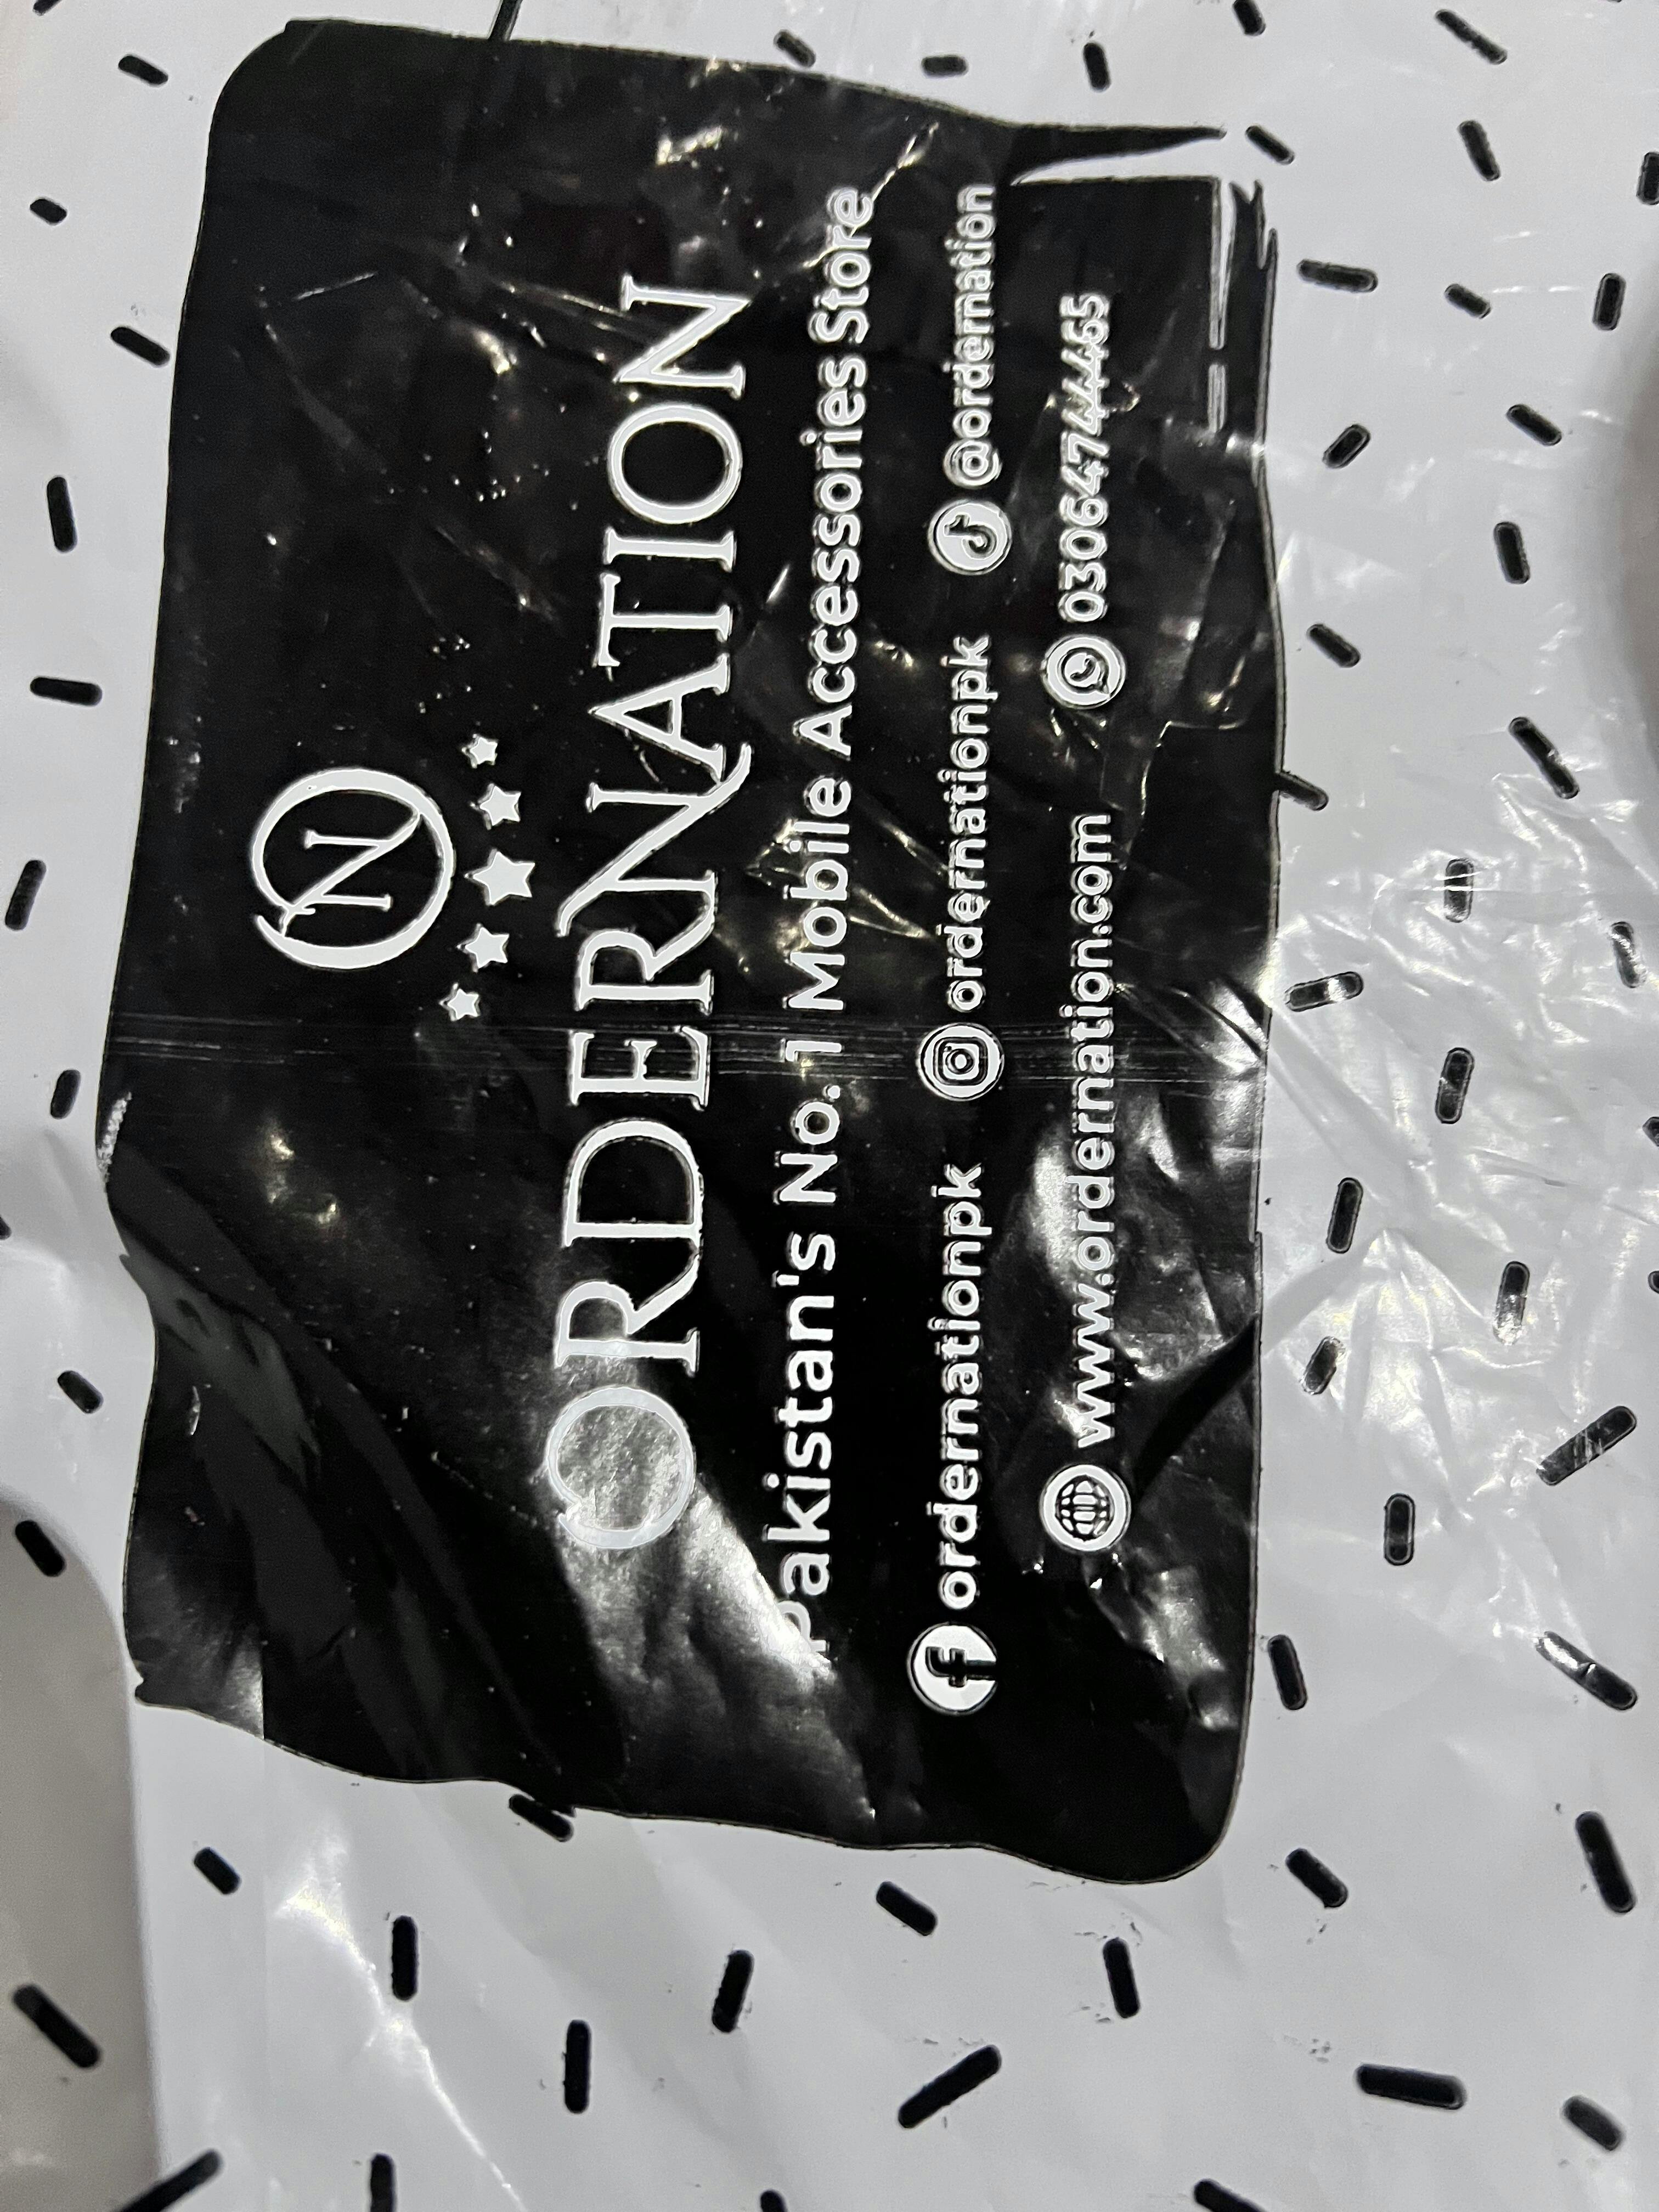 N
ORDERNATION
Pakistan's No. 1 Mobile Accessories Store
ordernationpk ordernationpk @ordernation
www.ordernation.com 03064744465